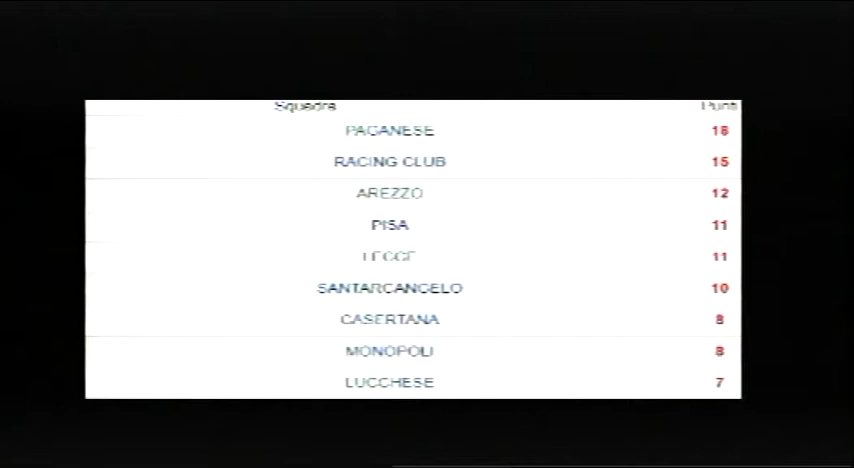 Squadra Punti
PAGANESE 18
RACING CLUB 15
AREZZO 12
PISA 11
LECCE 11
SANTARCANGELO 10
CASERTANA 8
MONOPOLI 8
LUCCHESE 7